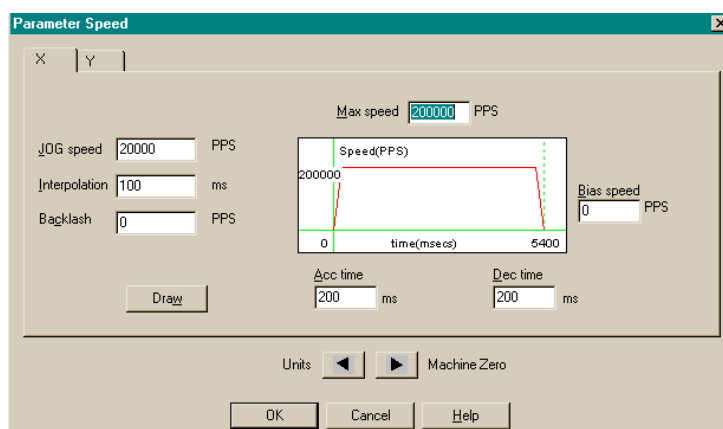 Parameter Speed
X
Y
Max speed 200000 PPS
JOG speed 20000 PPS
Interpolation 100 ms
Backlash 0 PPS
Speed(PPS)
200000
0 time(msecs) 5400
Bias speed
0 PPS
Acc time
200 ms
Dec time
200 ms
Draw
Units
Machine Zero
OK
Cancel
Help